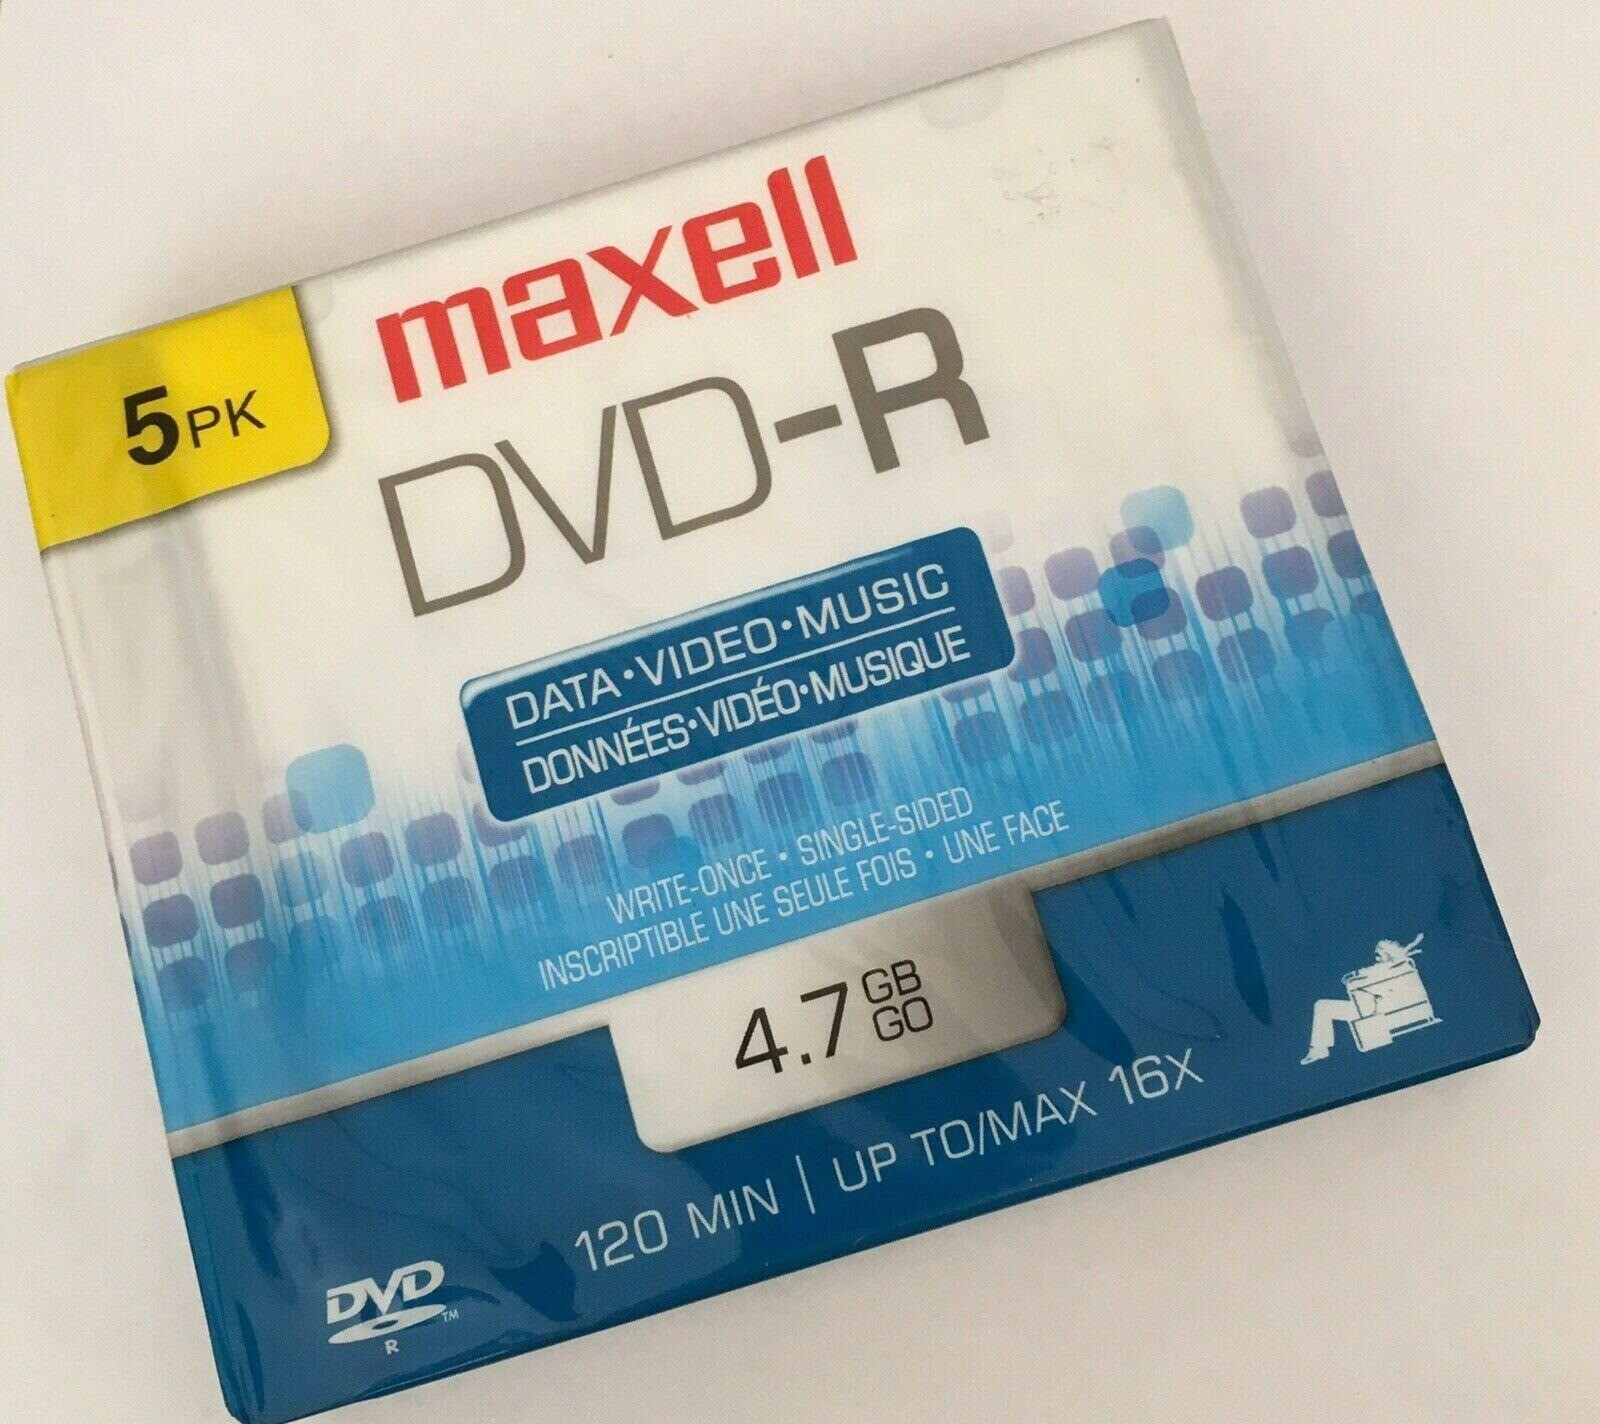 5PK
maxell
DVD-R
DATA•VIDEO•MUSIC
DONNÉES•VIDÉO•MUSIQUE
WRITE-ONCE • SINGLE-SIDED
INSCRIPTIBLE UNE SEULE FOIS • UNE FACE
4.7 GB
GO
120 MIN | UP TO/MAX 16X
DVD™
R